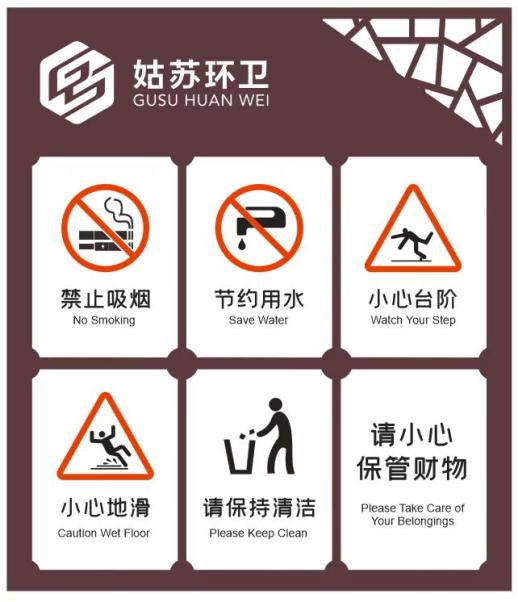 姑苏环卫
GUSU HUAN WEI
禁止吸烟
No Smoking
节约用水
Save Water
小心台阶
Watch Your Step
小心地滑
Caution Wet Floor
请保持清洁
Please Keep Clean
请小心
保管财物
Please Take Care of
Your Belongings